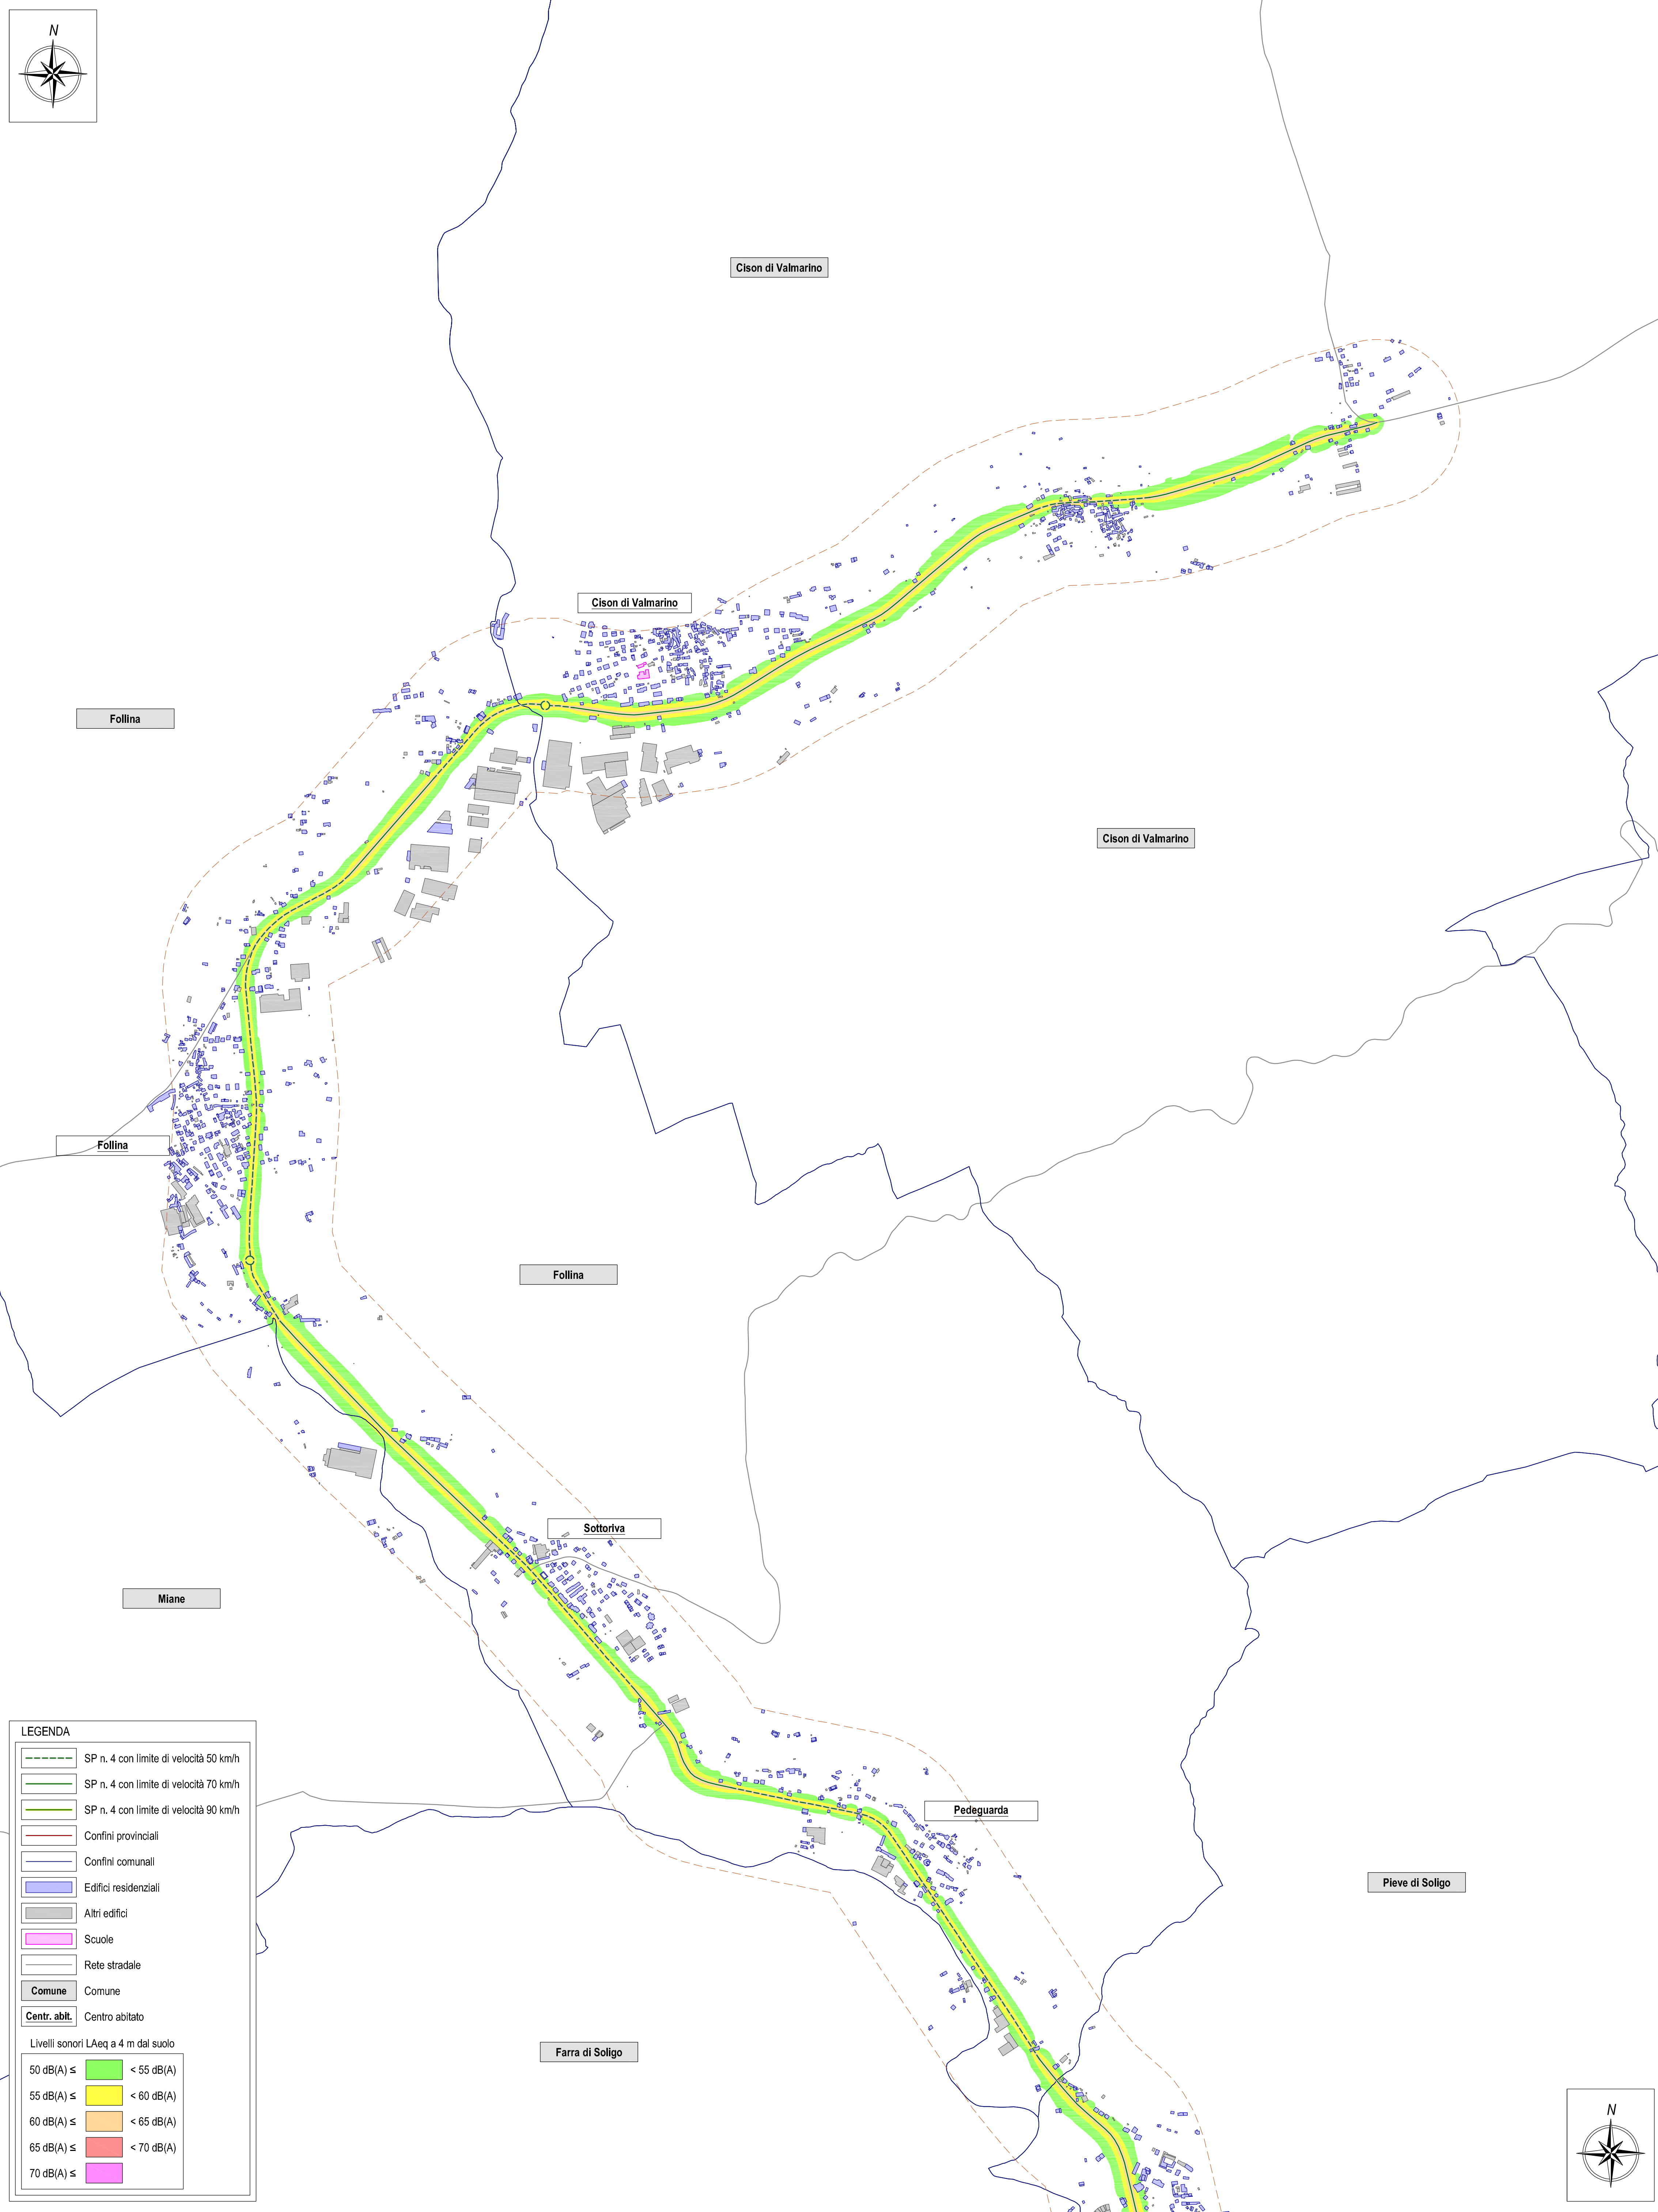 N
Cison di Valmarino
Cison di Valmarino
Follina
Cison di Valmarino
Follina
Follina
Sottoriva
Miane
Pedeguarda
Pieve di Soligo
Farra di Soligo
LEGENDA
SP n. 4 con limite di velocità 50 km/h
SP n. 4 con limite di velocità 70 km/h
SP n. 4 con limite di velocità 90 km/h
Confini provinciali
Confini comunali
Edifici residenziali
Altri edifici
Scuole
Rete stradale
Comune Comune
Centr. abit. Centro abitato
Livelli sonori LAeq a 4 m dal suolo
50 dB(A) ≤ < 55 dB(A)
55 dB(A) ≤ < 60 dB(A)
60 dB(A) ≤ < 65 dB(A)
65 dB(A) ≤ < 70 dB(A)
70 dB(A) ≤
N